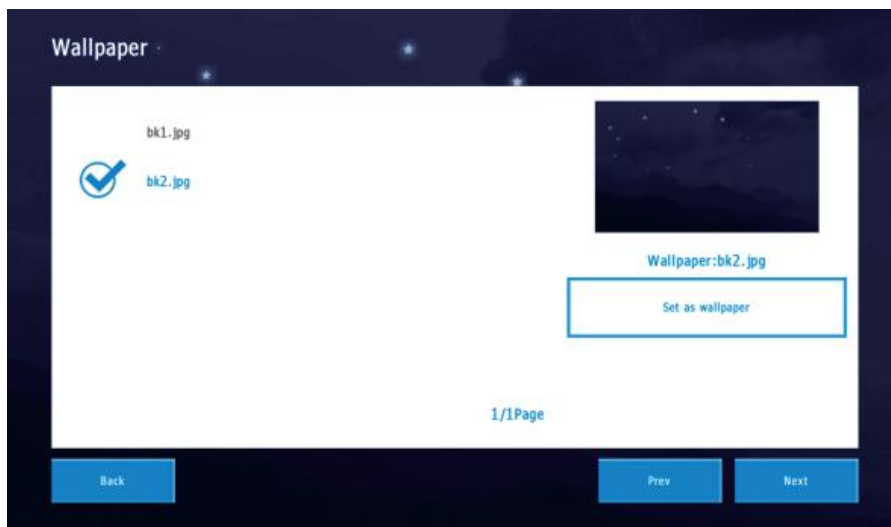 Wallpaper
bk1.jpg
bk2.jpg
Wallpaper:bk2.jpg
Set as wallpaper
1/1Page
Back
Prev
Next